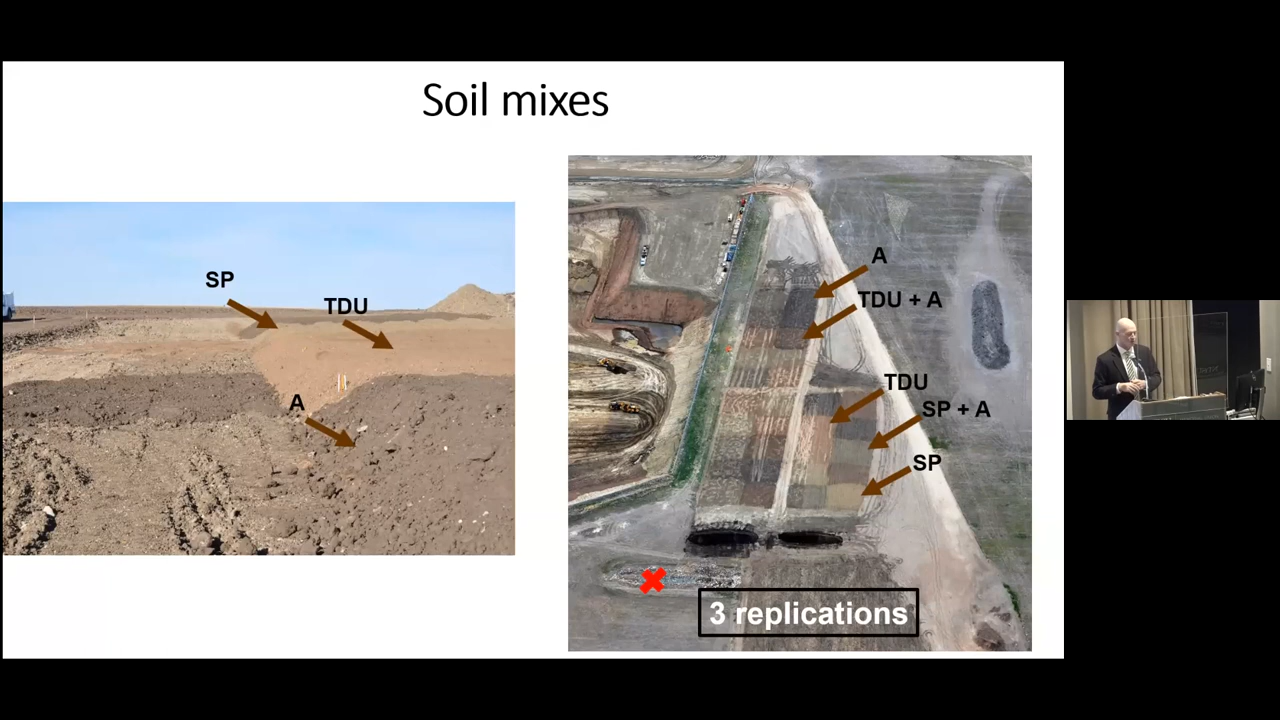 Soil mixes
SP
TDU
A
A
TDU + A
TDU
SP + A
SP
3 replications